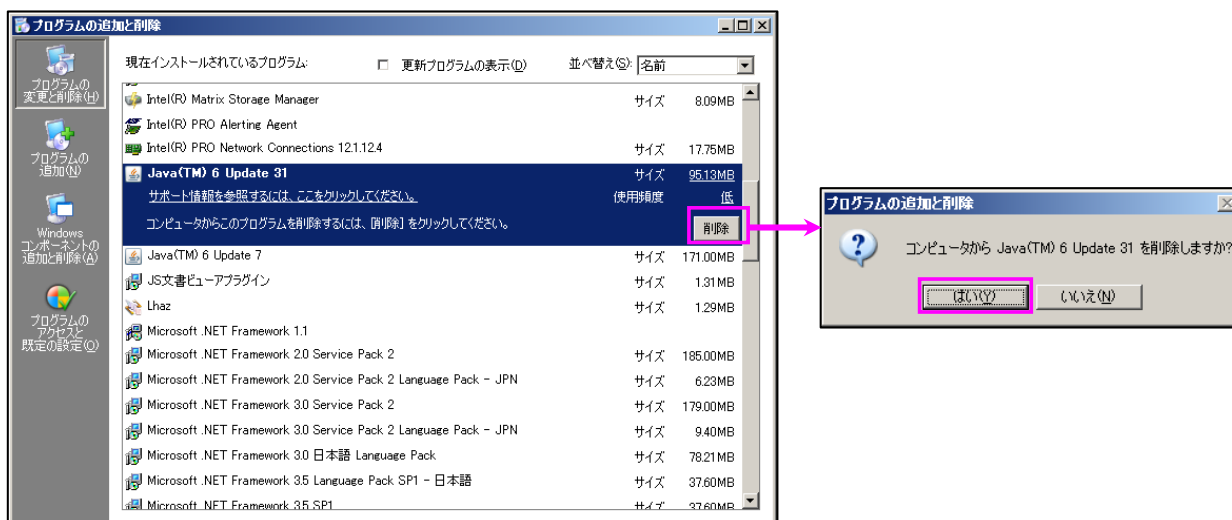 プログラムの追加と削除
プログラムの
変更と削除(H)
プログラムの
追加(N)
Windows
コンポーネントの
追加と削除(A)
プログラムの
アクセスと
既定の設定(O)
現在インストールされているプログラム: 更新プログラムの表示(D) 並べ替え(S): 名前
Intel(R) Matrix Storage Manager サイズ 8.09MB
Intel(R) PRO Alerting Agent
Intel(R) PRO Network Connections 12.1.12.4 サイズ 17.75MB
Java(TM) 6 Update 31 サイズ 95.13MB
サポート情報を参照するには、ここをクリックしてください。 使用頻度 低
コンピュータからこのプログラムを削除するには、[削除] をクリックしてください。 削除
Java(TM) 6 Update 7 サイズ 171.00MB
JS文書ビューアプラグイン サイズ 1.31MB
Lhaz サイズ 1.29MB
Microsoft .NET Framework 1.1
Microsoft .NET Framework 2.0 Service Pack 2 サイズ 185.00MB
Microsoft .NET Framework 2.0 Service Pack 2 Language Pack - JPN サイズ 6.23MB
Microsoft .NET Framework 3.0 Service Pack 2 サイズ 179.00MB
Microsoft .NET Framework 3.0 Service Pack 2 Language Pack - JPN サイズ 9.40MB
Microsoft .NET Framework 3.0 日本語 Language Pack サイズ 78.21MB
Microsoft .NET Framework 3.5 Language Pack SP1 - 日本語 サイズ 37.60MB
Microsoft .NET Framework 3.5 SP1 サイズ 37.60MB
プログラムの追加と削除
コンピュータから Java(TM) 6 Update 31 を削除しますか?
はい(Y) いいえ(N)